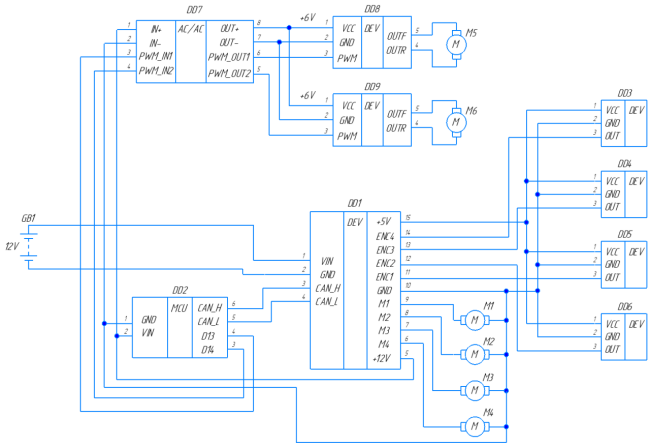 DD7
1 IN+ AC/AC OUT+ 8
2 IN- OUT- 7
3 PWM_IN1 PWM_OUT1 6
4 PWM_IN2 PWM_OUT2 5
+6V
DD8
1 VCC DEV OUTF 5
2 GND OUTR 4
3 PWM
M5
M
+6V
DD9
1 VCC DEV OUTF 5
2 GND OUTR 4
3 PWM
M6
M
DD3
1 VCC DEV
2 GND
3 OUT
DD4
1 VCC DEV
2 GND
3 OUT
DD5
1 VCC DEV
2 GND
3 OUT
DD6
1 VCC DEV
2 GND
3 OUT
GB1
12V
DD1
DEV
1 VIN
2 GND
3 CAN_H
4 CAN_L
+5V 15
ENC4 14
ENC3 13
ENC2 12
ENC1 11
GND 10
M1 9
M2 8
M3 7
M4 6
+12V 5
DD2
MCU
1 GND
2 VIN
CAN_H 6
CAN_L 5
D13 4
D14 3
M1
M
M2
M
M3
M
M4
M